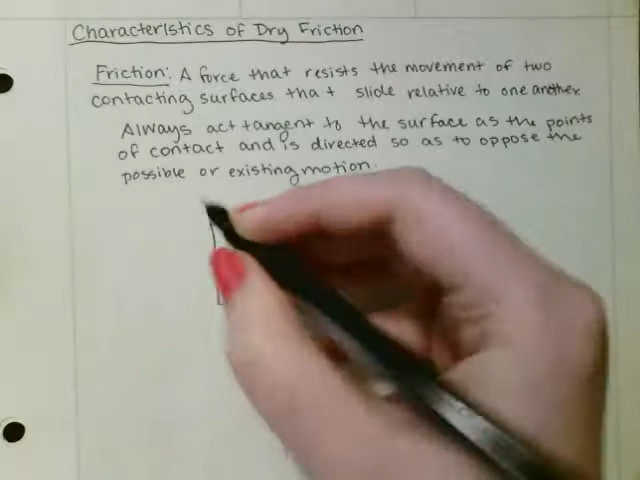 Characteristics of Dry Friction
Friction: A force that resists the movement of two
contacting surfaces that slide relative to one another.
Always act tangent to the surface as the points
of contact and is directed so as to oppose the
possible or existing motion.